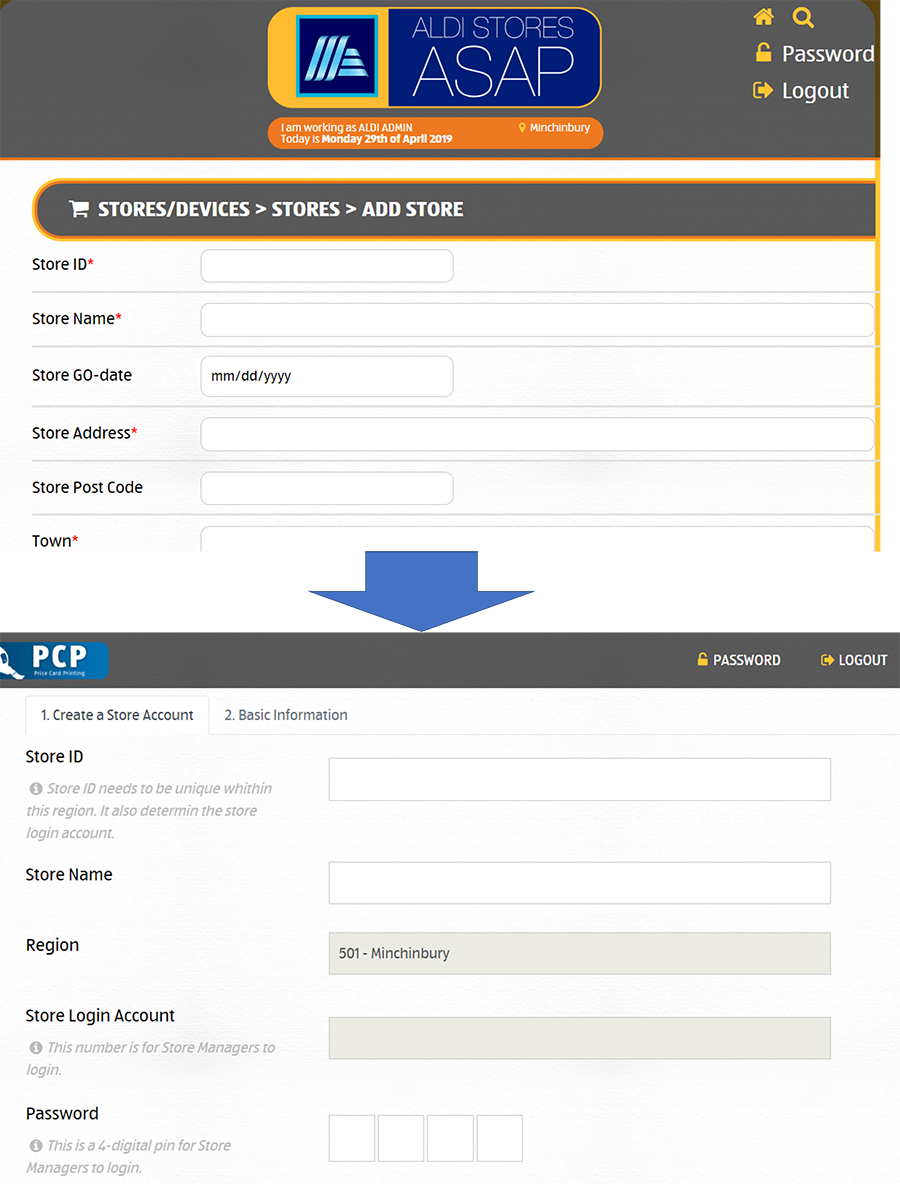 ALDI STORES
ASAP
Password
Logout
I am working as ALDI ADMIN
Minchinbury
Today is Monday 29th of April 2019
STORES/DEVICES > STORES > ADD STORE
Store ID*
Store Name*
Store GO-date
mm/dd/yyyy
Store Address*
Store Post Code
Town*
PCP
Price Card Printing
PASSWORD
LOGOUT
1. Create a Store Account
2. Basic Information
Store ID
Store ID needs to be unique whithin
this region. It also determin the store
login account.
Store Name
Region
501 - Minchinbury
Store Login Account
This number is for Store Managers to
login.
Password
This is a 4-digital pin for Store
Managers to login.